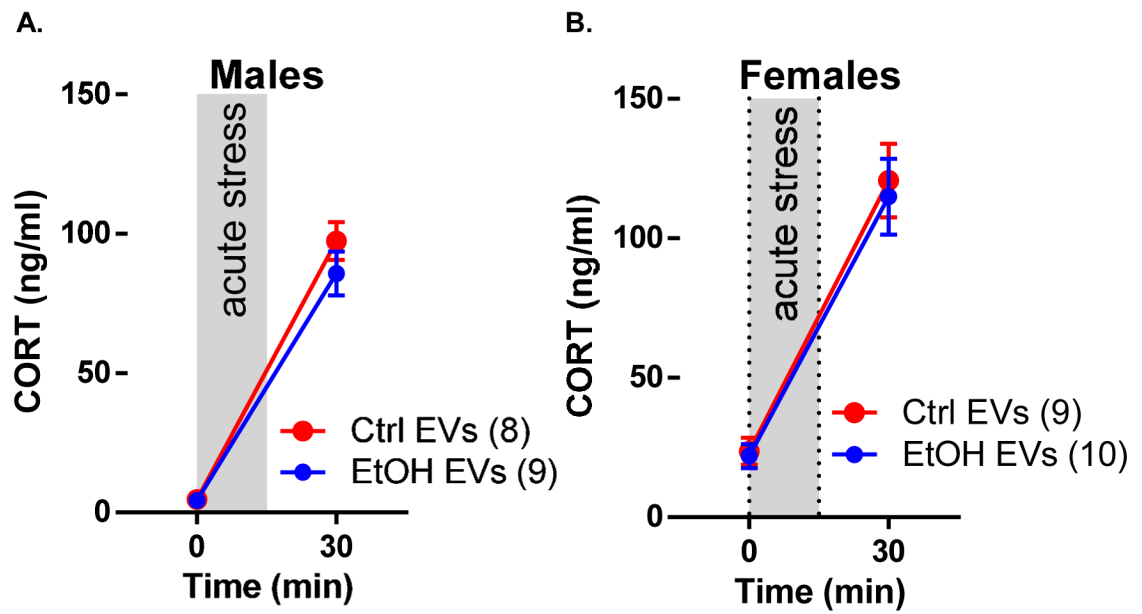 A.
Males
150
100
50
0
CORT (ng/ml)
acute stress
Ctrl EVs (8)
EtOH EVs (9)
0
30
Time (min)
B.
Females
150
100
50
0
CORT (ng/ml)
acute stress
Ctrl EVs (9)
EtOH EVs (10)
0
30
Time (min)